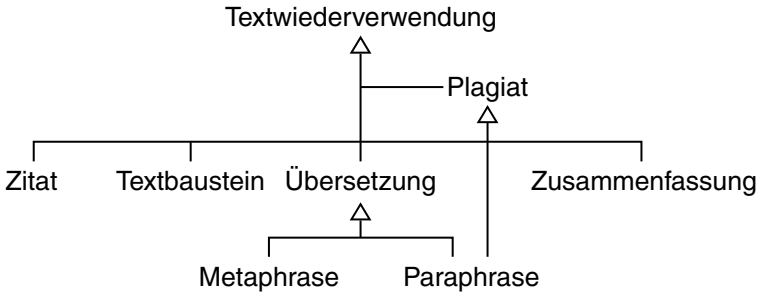 Textwiederverwendung
Plagiat
Zitat Textbaustein Übersetzung Zusammenfassung
Metaphrase Paraphrase